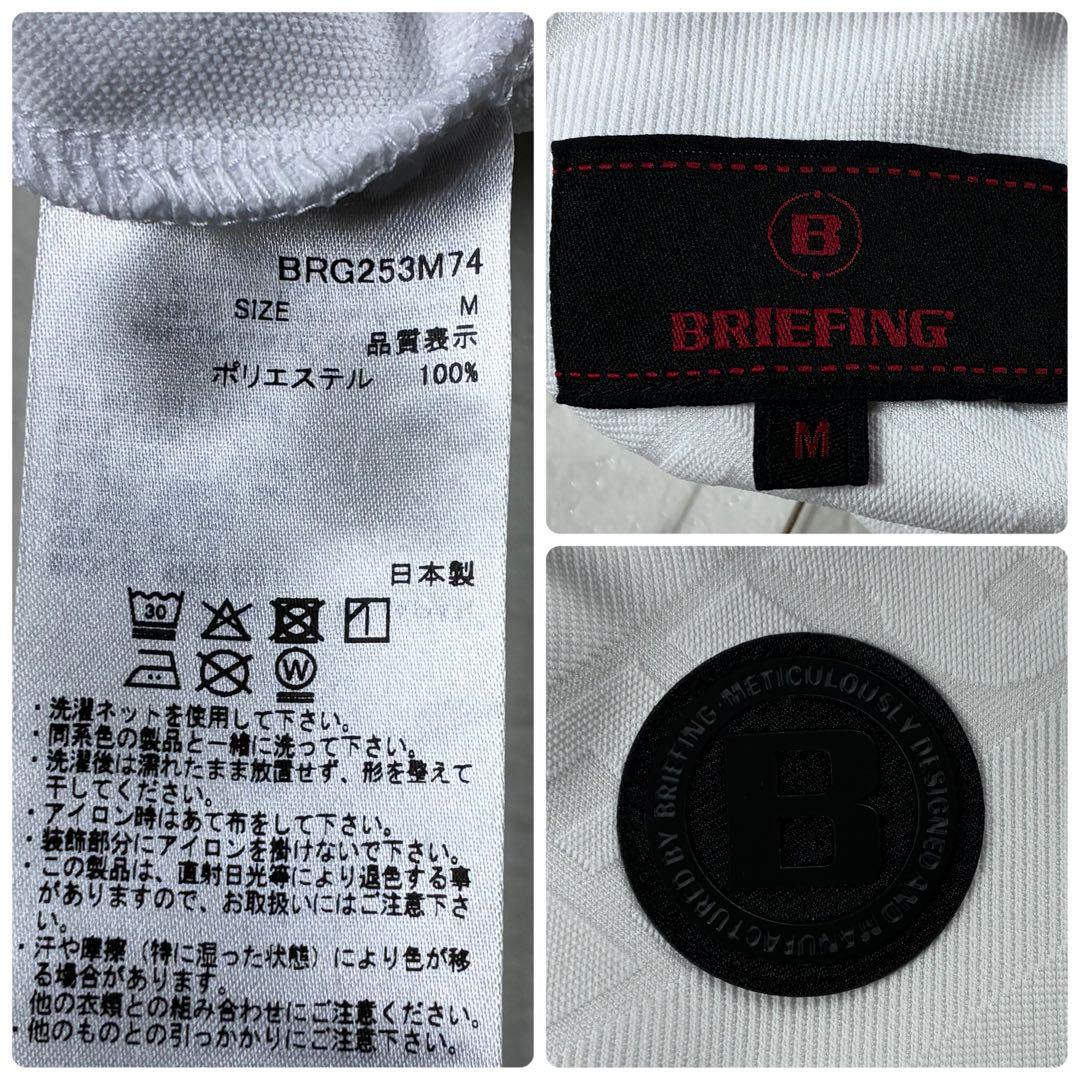 BRG253M74
SIZE M
品質表示
ポリエステル 100%
日本製
30
W
・洗濯ネットを使用して下さい。
・同系色の製品と一緒に洗って下さい。
・洗濯後は濡れたまま放置せず、形を整えて
干してください。
・アイロン時はあて布をして下さい。
・装飾部分にアイロンを掛けないで下さい。
・この製品は、直射日光等により退色する事
がありますので、お取扱いにはご注意下さ
い。
・汗や摩擦（特に湿った状態）により色が移
る場合があります。
他の衣類との組み合わせにご注意ください。
・他のものとの引っかかりにご注意下さい。
B
BRIEFING
M
METICULOUSLY DESIGNED AND MANUFACTURED BY BRIEFING
B